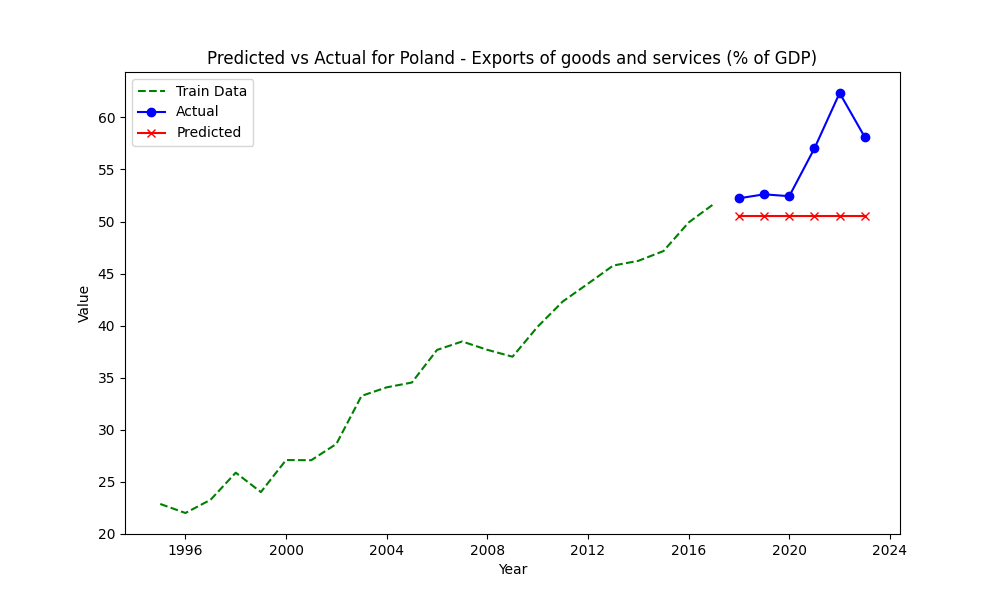 Predicted vs Actual for Poland - Exports of goods and services (% of GDP)
Train Data
Actual
Predicted
Value
60
55
50
45
40
35
30
25
20
1996 2000 2004 2008 2012 2016 2020 2024
Year